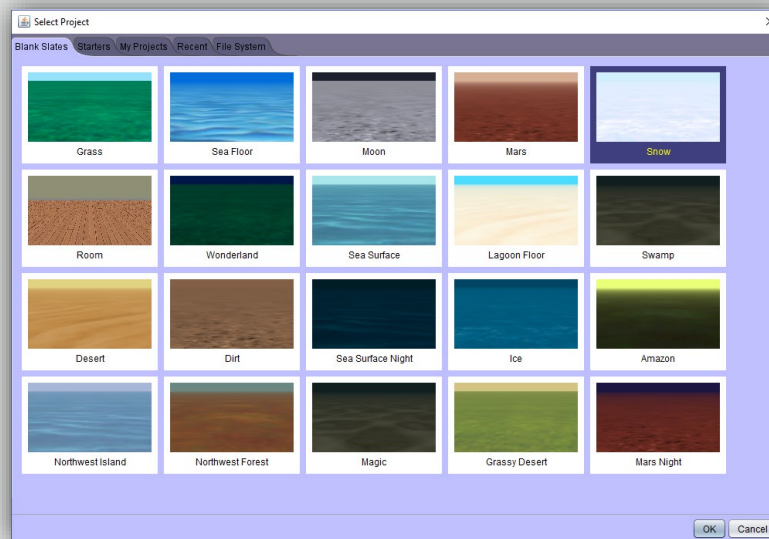 Select Project
Blank Slates Starters My Projects Recent File System
Grass Sea Floor Moon Mars Snow
Room Wonderland Sea Surface Lagoon Floor Swamp
Desert Dirt Sea Surface Night Ice Amazon
Northwest Island Northwest Forest Magic Grassy Desert Mars Night
OK Cancel